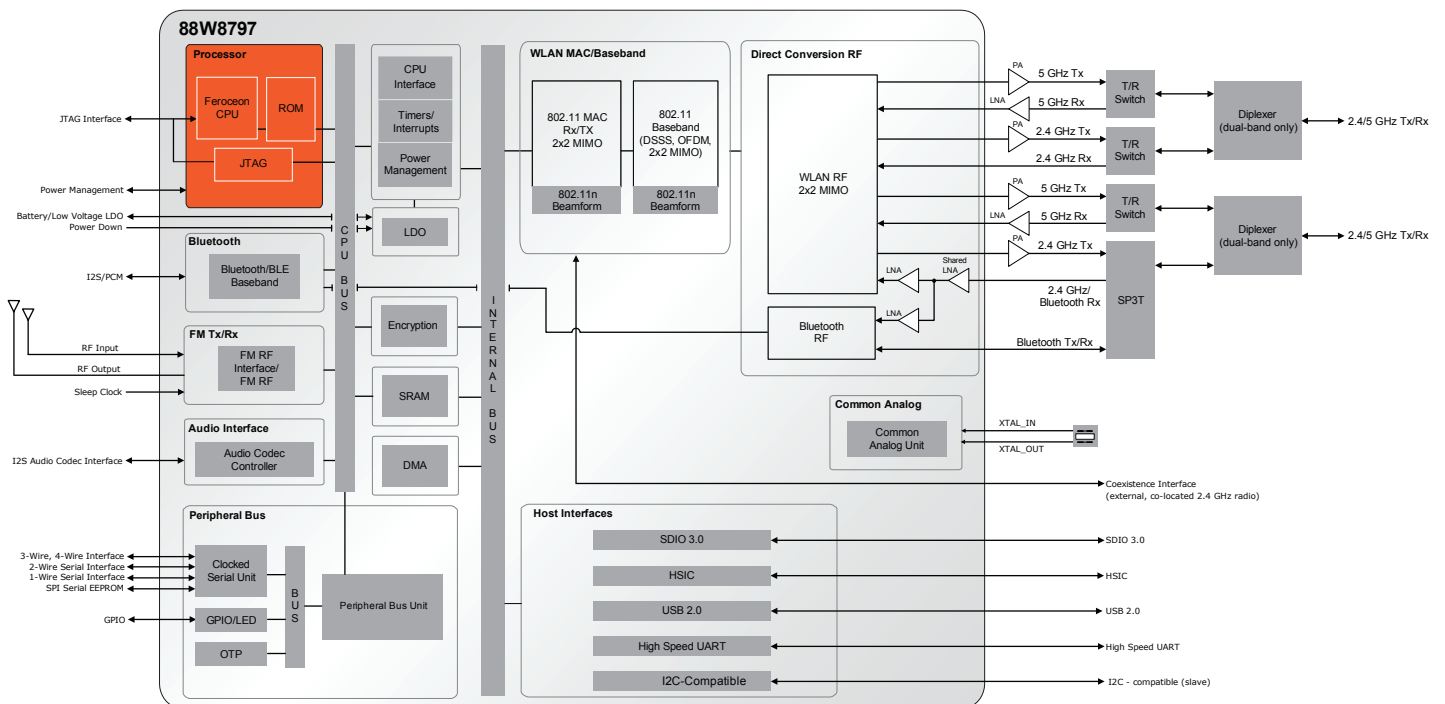 88W8797
Processor
Feroceon
CPU
ROM
JTAG
JTAG Interface
Power Management
Battery/Low Voltage LDO
Power Down
CPU
Interface
Timers/
Interrupts
Power
Management
LDO
CPU BUS
Bluetooth
Bluetooth/BLE
Baseband
I2S/PCM
FM Tx/Rx
FM RF
Interface/
FM RF
RF Input
RF Output
Sleep Clock
Audio Interface
Audio Codec
Controller
I2S Audio Codec Interface
Encryption
SRAM
DMA
INTERNAL BUS
Peripheral Bus
Clocked
Serial Unit
3-Wire, 4-Wire Interface
2-Wire Serial Interface
1-Wire Serial Interface
SPI Serial EEPROM
GPIO
GPIO/LED
OTP
BUS
Peripheral Bus Unit
WLAN MAC/Baseband
802.11 MAC
Rx/TX
2x2 MIMO
802.11n
Beamform
802.11
Baseband
(DSSS, OFDM,
2x2 MIMO)
802.11n
Beamform
Direct Conversion RF
WLAN RF
2x2 MIMO
Bluetooth
RF
PA
5 GHz Tx
LNA
5 GHz Rx
PA
2.4 GHz Tx
2.4 GHz Rx
PA
5 GHz Tx
LNA
5 GHz Rx
PA
2.4 GHz Tx
LNA
Shared
LNA
2.4 GHz/
Bluetooth Rx
LNA
Bluetooth Tx/Rx
T/R
Switch
T/R
Switch
T/R
Switch
SP3T
Diplexer
(dual-band only)
2.4/5 GHz Tx/Rx
Diplexer
(dual-band only)
2.4/5 GHz Tx/Rx
Common Analog
Common
Analog Unit
XTAL_IN
XTAL_OUT
Coexistence Interface
(external, co-located 2.4 GHz radio)
Host Interfaces
SDIO 3.0
SDIO 3.0
HSIC
HSIC
USB 2.0
USB 2.0
High Speed UART
High Speed UART
I2C-Compatible
I2C - compatible (slave)